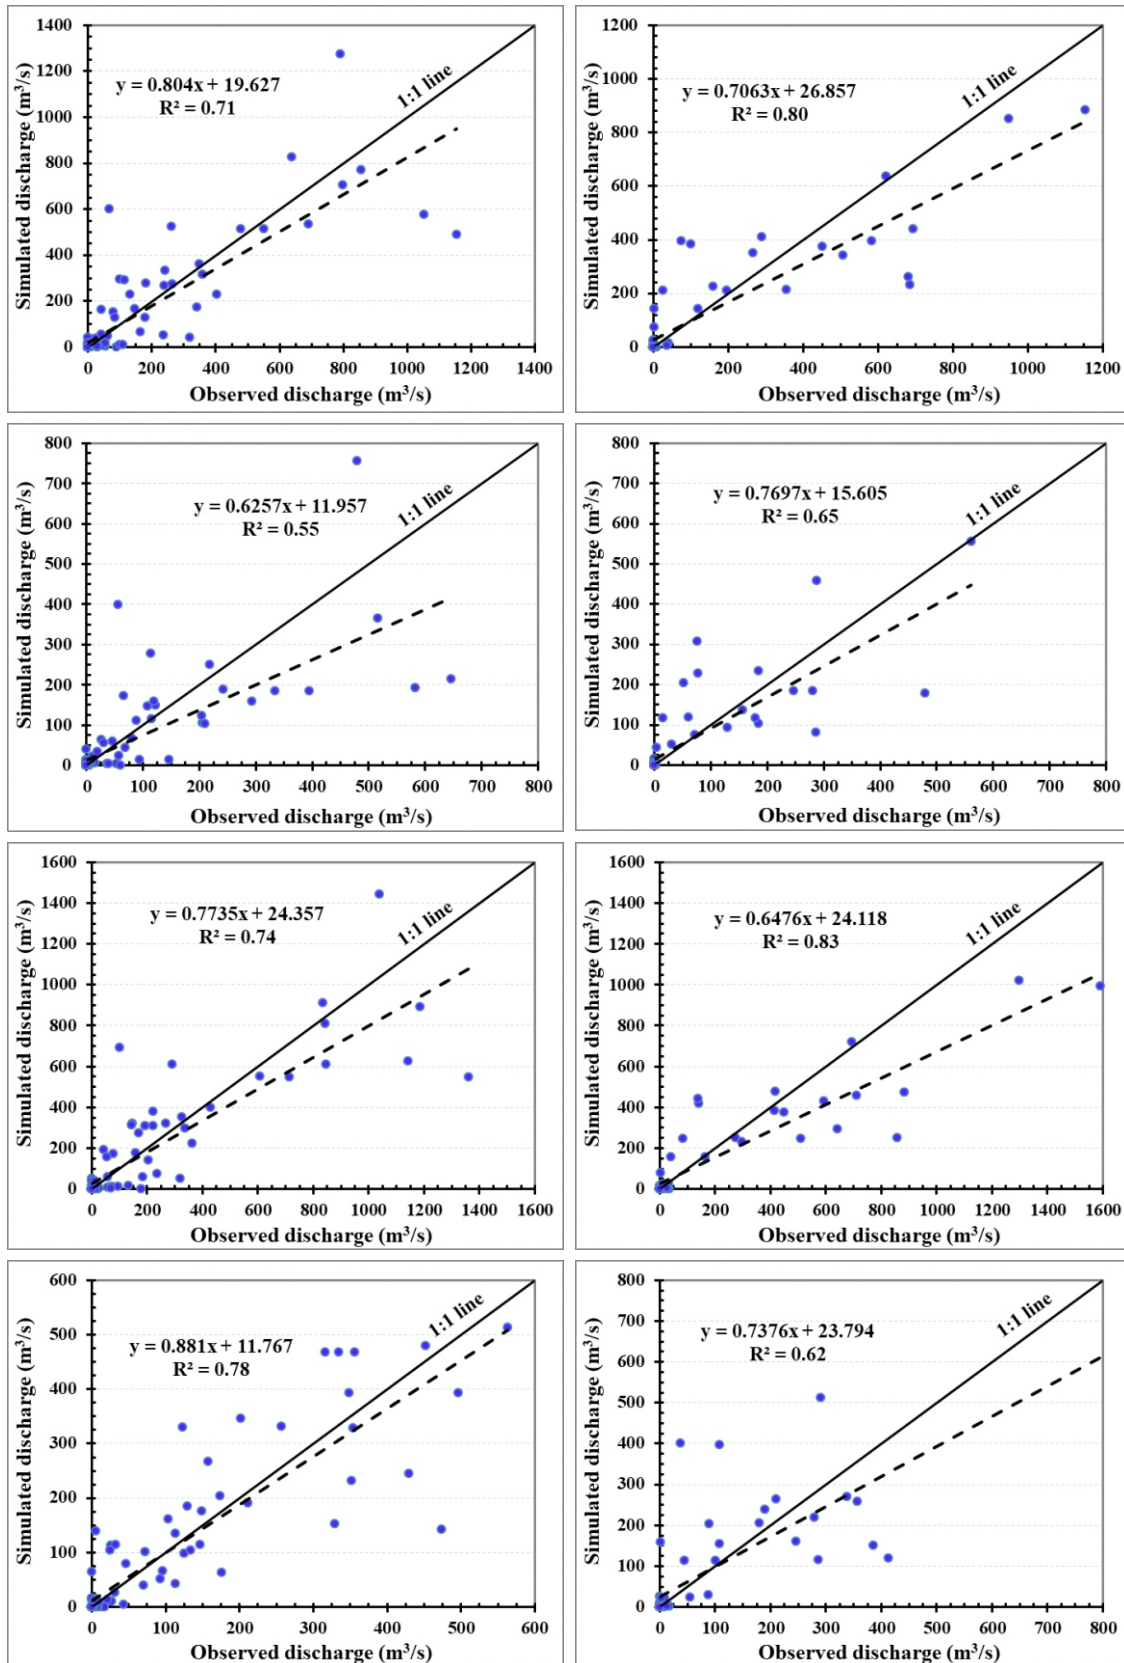 1400
1200
1000
800
600
400
200
0
Simulated discharge (m³/s)
y = 0.804x + 19.627
R² = 0.71
1:1 line
0 200 400 600 800 1000 1200 1400
Observed discharge (m³/s)
1200
1000
800
600
400
200
0
Simulated discharge (m³/s)
y = 0.7063x + 26.857
R² = 0.80
1:1 line
0 200 400 600 800 1000 1200
Observed discharge (m³/s)
800
700
600
500
400
300
200
100
0
Simulated discharge (m³/s)
y = 0.6257x + 11.957
R² = 0.55
1:1 line
0 100 200 300 400 500 600 700 800
Observed discharge (m³/s)
800
700
600
500
400
300
200
100
0
Simulated discharge (m³/s)
y = 0.7697x + 15.605
R² = 0.65
1:1 line
0 100 200 300 400 500 600 700 800
Observed discharge (m³/s)
1600
1400
1200
1000
800
600
400
200
0
Simulated discharge (m³/s)
y = 0.7735x + 24.357
R² = 0.74
1:1 line
0 200 400 600 800 1000 1200 1400 1600
Observed discharge (m³/s)
1600
1400
1200
1000
800
600
400
200
0
Simulated discharge (m³/s)
y = 0.6476x + 24.118
R² = 0.83
1:1 line
0 200 400 600 800 1000 1200 1400 1600
Observed discharge (m³/s)
600
500
400
300
200
100
0
Simulated discharge (m³/s)
y = 0.881x + 11.767
R² = 0.78
1:1 line
0 100 200 300 400 500 600
Observed discharge (m³/s)
800
700
600
500
400
300
200
100
0
Simulated discharge (m³/s)
y = 0.7376x + 23.794
R² = 0.62
1:1 line
0 100 200 300 400 500 600 700 800
Observed discharge (m³/s)